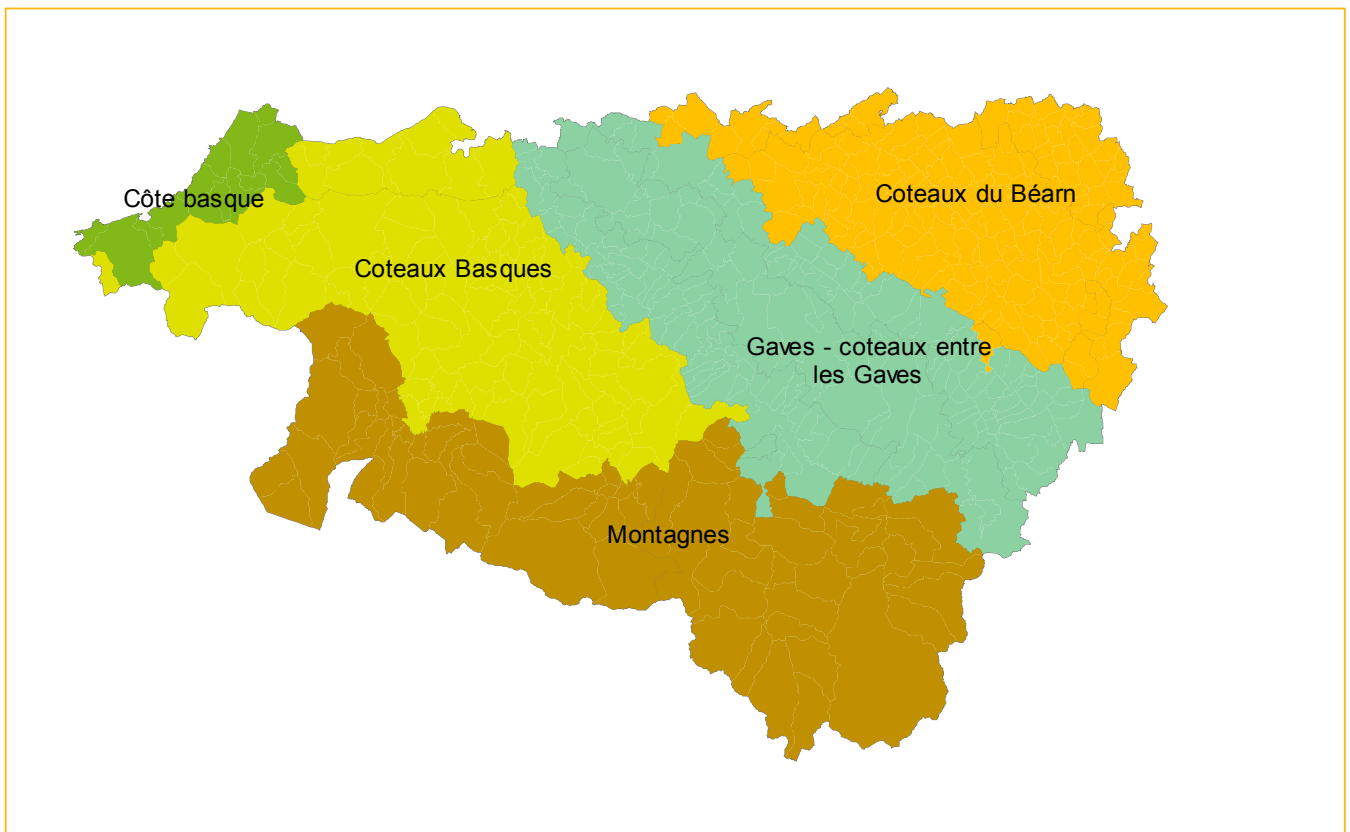 Côte basque
Coteaux du Béarn
Coteaux Basques
Gaves - coteaux entre
les Gaves
Montagnes